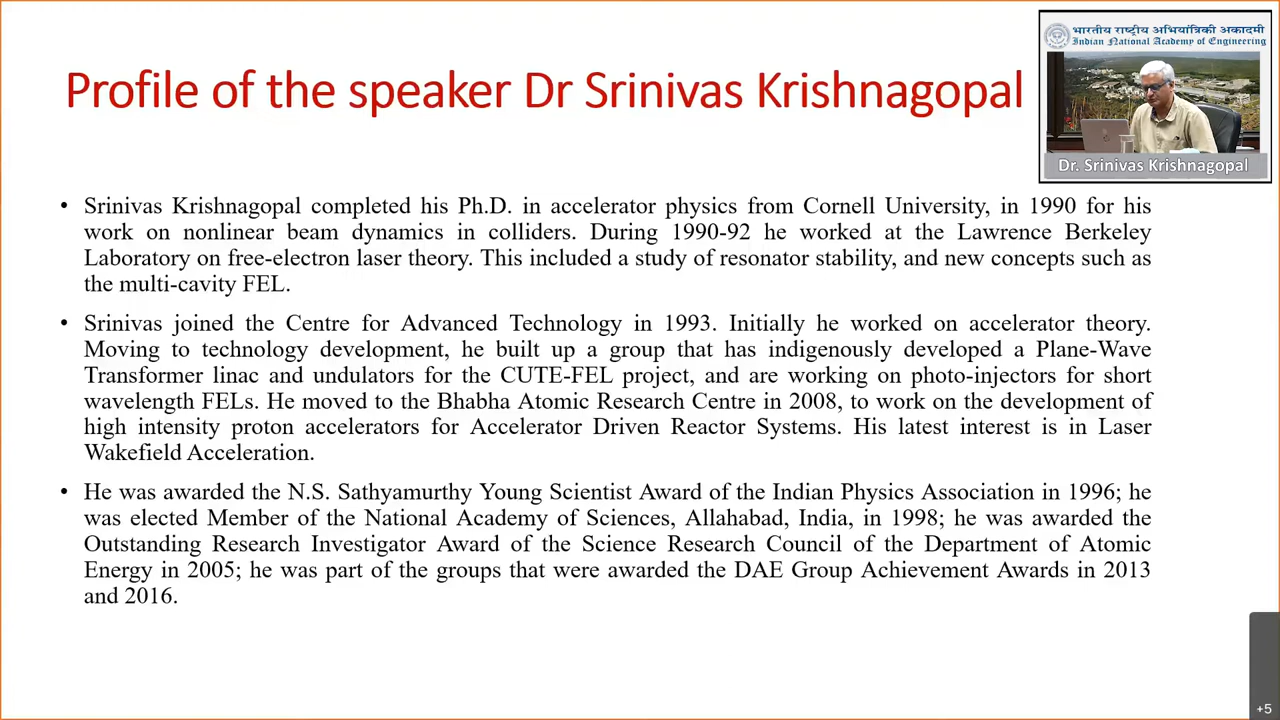 भारतीय राष्ट्रीय अभियांत्रिकी अकादमी
Indian National Academy of Engineering
Profile of the speaker Dr Srinivas Krishnagopal
Dr. Srinivas Krishnagopal
• Srinivas Krishnagopal completed his Ph.D. in accelerator physics from Cornell University, in 1990 for his
work on nonlinear beam dynamics in colliders. During 1990-92 he worked at the Lawrence Berkeley
Laboratory on free-electron laser theory. This included a study of resonator stability, and new concepts such as
the multi-cavity FEL.
• Srinivas joined the Centre for Advanced Technology in 1993. Initially he worked on accelerator theory.
Moving to technology development, he built up a group that has indigenously developed a Plane-Wave
Transformer linac and undulators for the CUTE-FEL project, and are working on photo-injectors for short
wavelength FELs. He moved to the Bhabha Atomic Research Centre in 2008, to work on the development of
high intensity proton accelerators for Accelerator Driven Reactor Systems. His latest interest is in Laser
Wakefield Acceleration.
• He was awarded the N.S. Sathyamurthy Young Scientist Award of the Indian Physics Association in 1996; he
was elected Member of the National Academy of Sciences, Allahabad, India, in 1998; he was awarded the
Outstanding Research Investigator Award of the Science Research Council of the Department of Atomic
Energy in 2005; he was part of the groups that were awarded the DAE Group Achievement Awards in 2013
and 2016.
+5